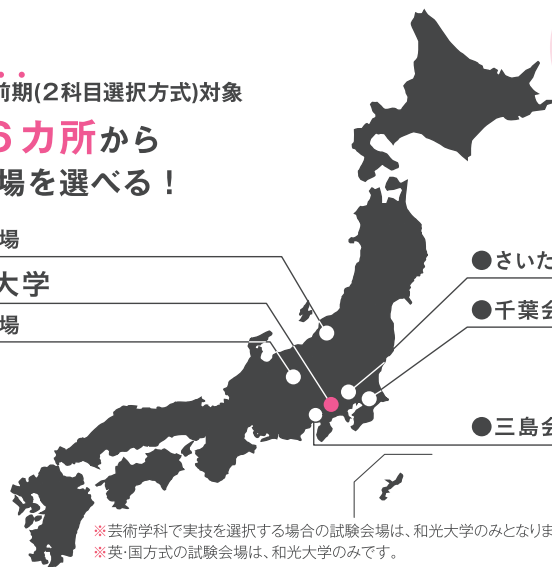 前期(2科目選択方式)対象
6カ所から
場を選べる！
場
大学
場
●さいた
●千葉会
●三島会
※芸術学科で実技を選択する場合の試験会場は、和光大学のみとなりま
※英・国方式の試験会場は、和光大学のみです。